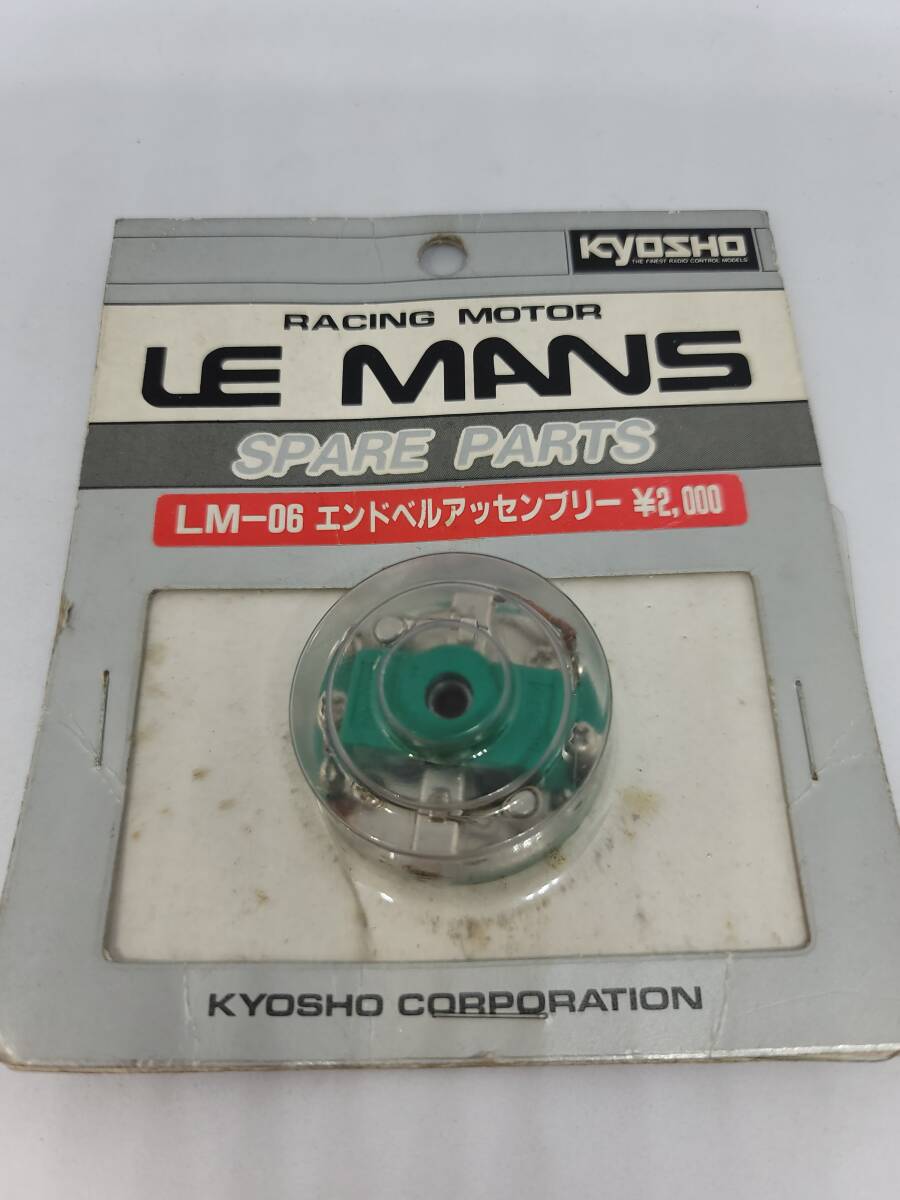 KYOSHO
THE FINEST RADIO CONTROL MODELS
RACING MOTOR
LE MANS
SPARE PARTS
LM-06 エンドベルアッセンブリー ¥2,000
KYOSHO CORPORATION